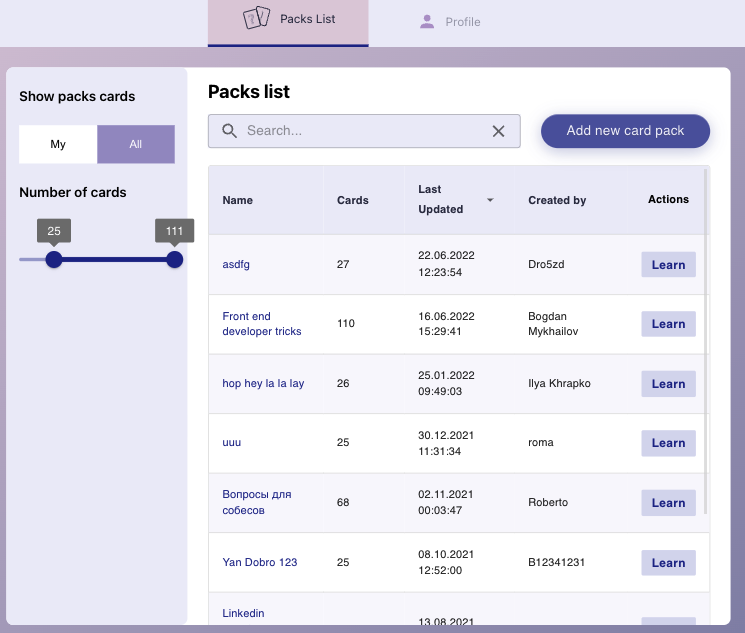 Packs List
Profile
Show packs cards
My
All
Number of cards
25
111
Packs list
Search...
Add new card pack
Name
Cards
Last
Updated
Created by
Actions
asdfg
27
22.06.2022
12:23:54
Dro5zd
Learn
Front end
developer tricks
110
16.06.2022
15:29:41
Bogdan
Mykhailov
Learn
hop hey la la lay
26
25.01.2022
09:49:03
Ilya Khrapko
Learn
uuu
25
30.12.2021
11:31:34
roma
Learn
Вопросы для
собесов
68
02.11.2021
00:03:47
Roberto
Learn
Yan Dobro 123
25
08.10.2021
12:52:00
B12341231
Learn
Linkedin
13.08.2021